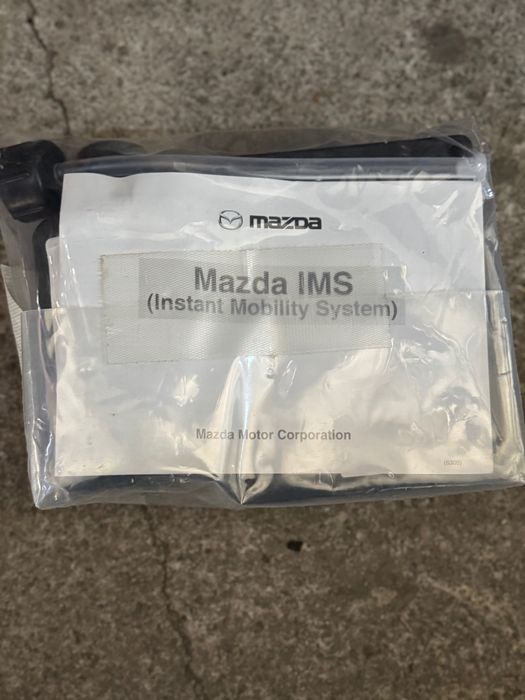 mazda
Mazda IMS
(Instant Mobility System)
Mazda Motor Corporation